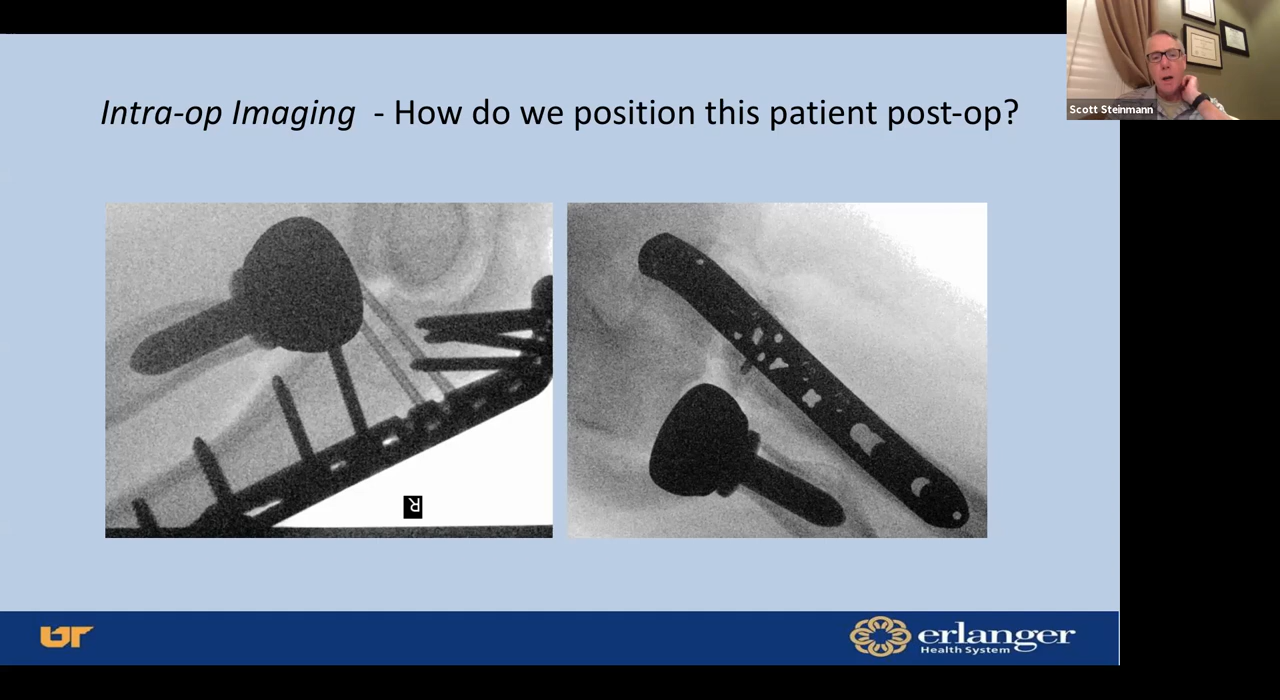 Intra-op Imaging - How do we position this patient post-op?
Scott Steinmann
R
UT
erlanger
Health System